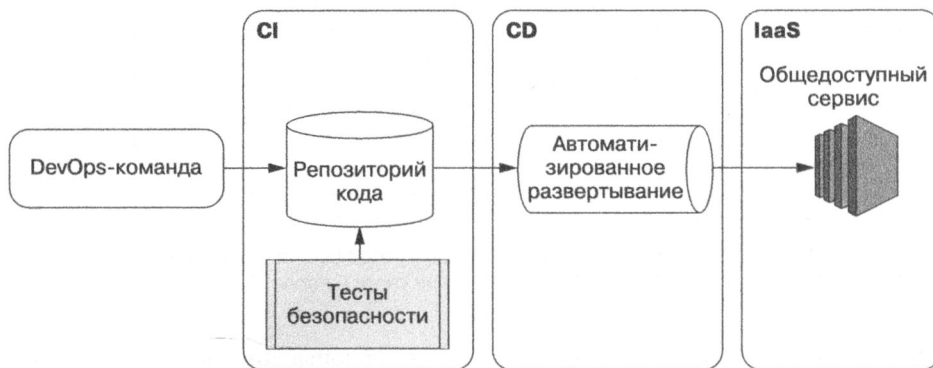 CI
CD
IaaS
DevOps-команда
Репозиторий
кода
Тесты
безопасности
Автомати-
зированное
развертывание
Общедоступный
сервис